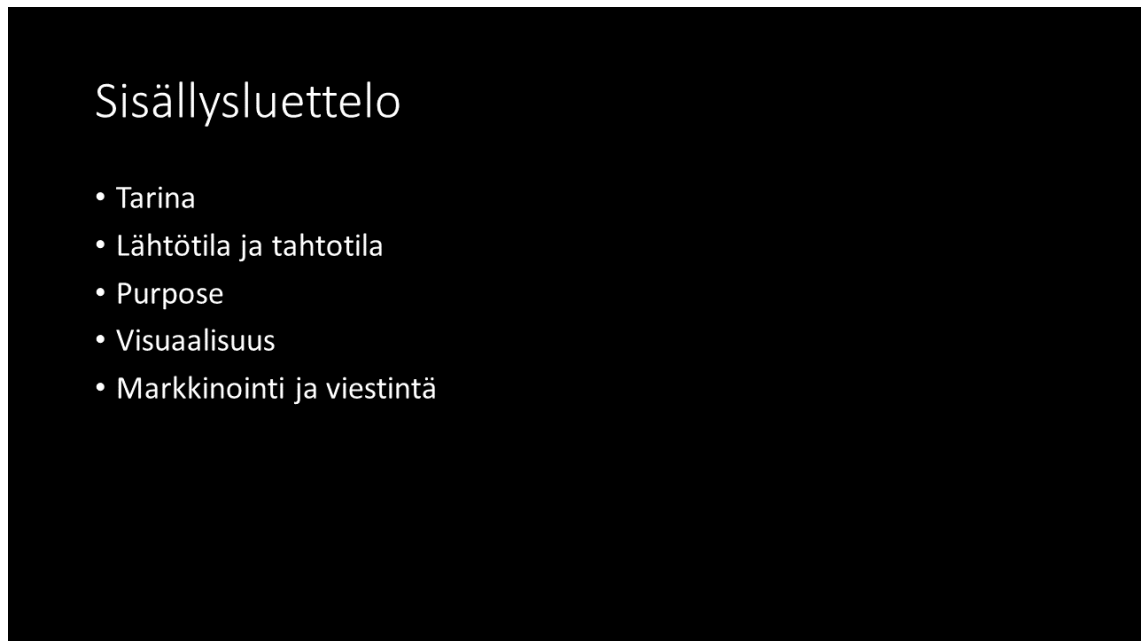 Sisällysluettelo
• Tarina
• Lähtötila ja tahtotila
• Purpose
• Visuaalisuus
• Markkinointi ja viestintä